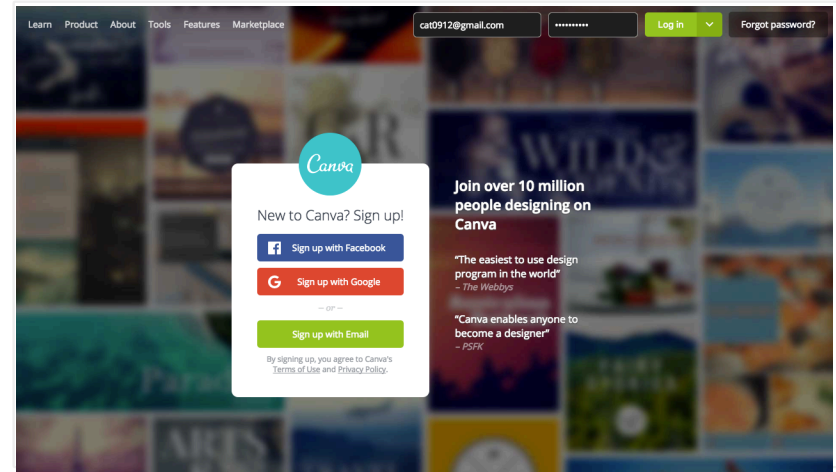 Learn Product About Tools Features Marketplace
cat0912@gmail.com
••••••••••
Log in
Forgot password?
Canva
New to Canva? Sign up!
Sign up with Facebook
G Sign up with Google
– or –
Sign up with Email
By signing up, you agree to Canva's
Terms of Use and Privacy Policy.
Join over 10 million
people designing on
Canva
“The easiest to use design
program in the world”
– The Webbys
“Canva enables anyone to
become a designer”
– PSFK
WILD &
ARTS